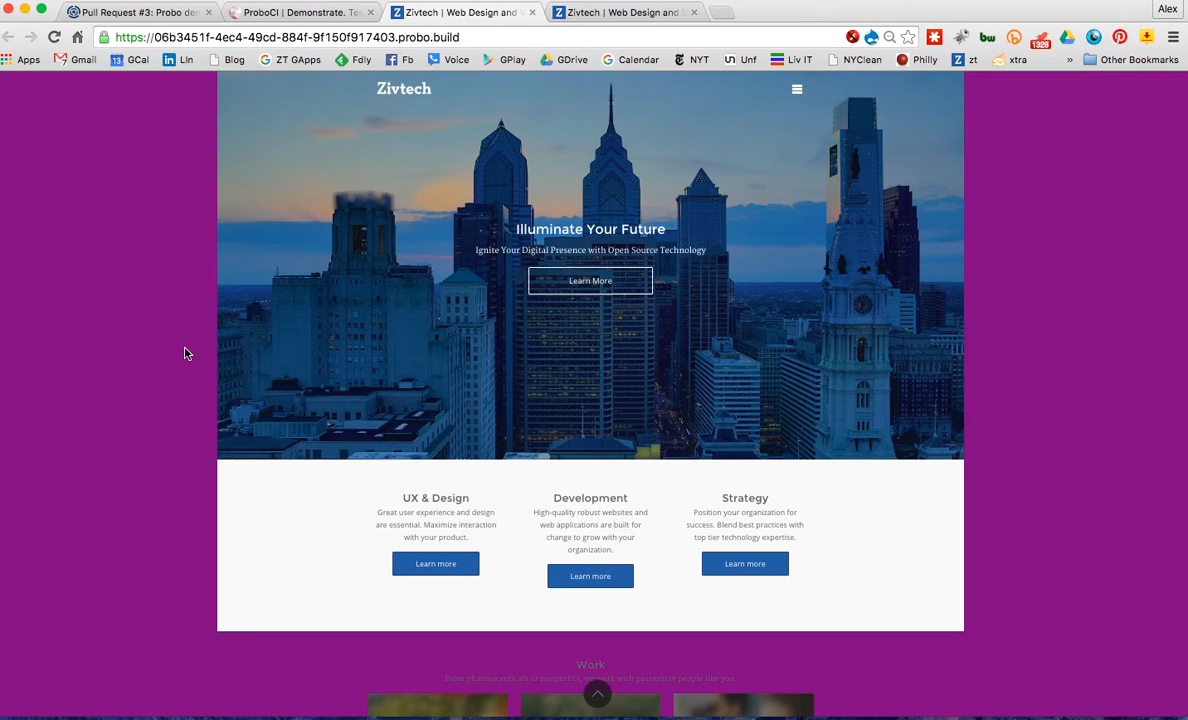 Pull Request #3: Probo den
ProboCI | Demonstrate. Tes
Zivtech | Web Design and
Zivtech | Web Design and
Alex
https://06b3451f-4ec4-49cd-884f-9f150f917403.probo.build
1326
Apps
Gmail
GCal
LIn
Blog
ZT GApps
Fdly
Fb
Voice
GPlay
GDrive
Calendar
NYT
Unf
Liv IT
NYClean
Philly
zt
xtra
»
Other Bookmarks
Zivtech
Illuminate Your Future
Ignite Your Digital Presence with Open Source Technology
Learn More
UX & Design
Great user experience and design
are essential. Maximize interaction
with your product.
Learn more
Development
High-quality robust websites and
web applications are built for
change to grow with your
organization.
Learn more
Strategy
Position your organization for
success. Blend best practices with
top tier technology expertise.
Learn more
Work
From pharmaceuticals to nonprofits, we work with passionate people like you.